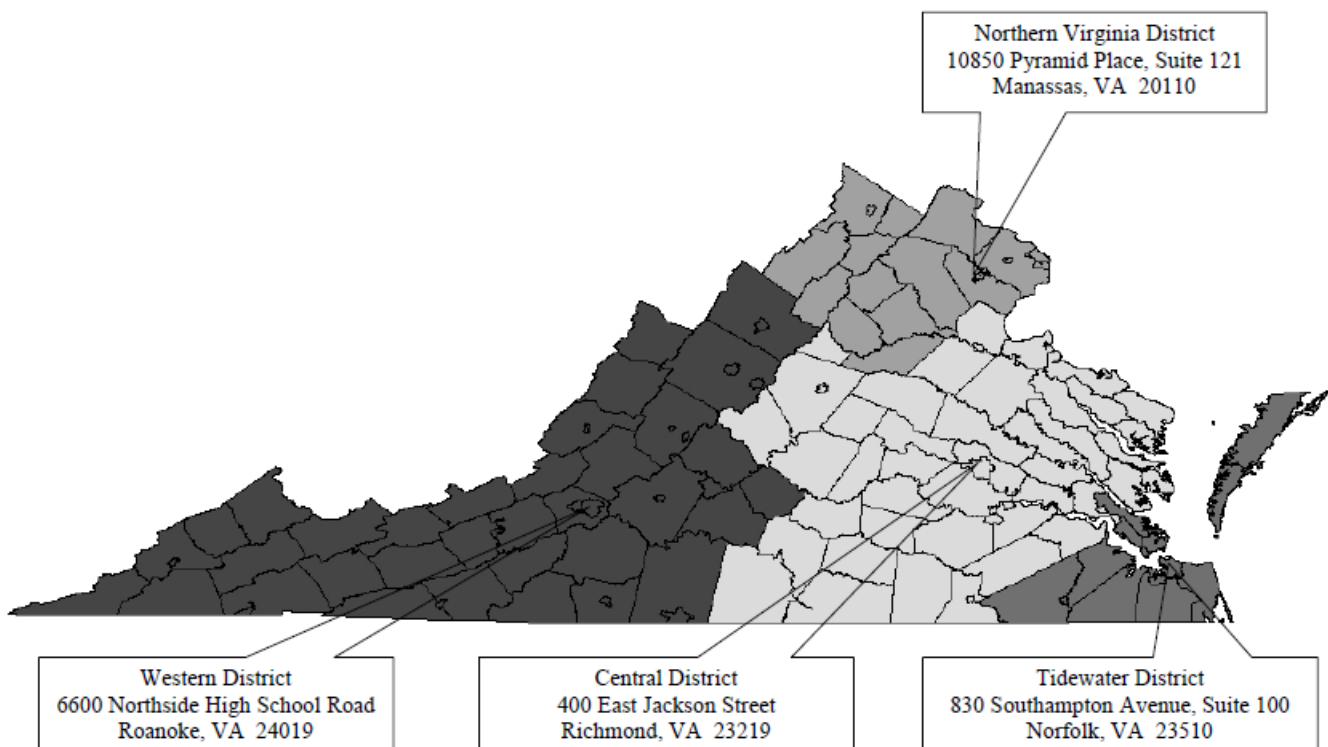 Northern Virginia District
10850 Pyramid Place, Suite 121
Manassas, VA 20110
Western District
6600 Northside High School Road
Roanoke, VA 24019
Central District
400 East Jackson Street
Richmond, VA 23219
Tidewater District
830 Southampton Avenue, Suite 100
Norfolk, VA 23510